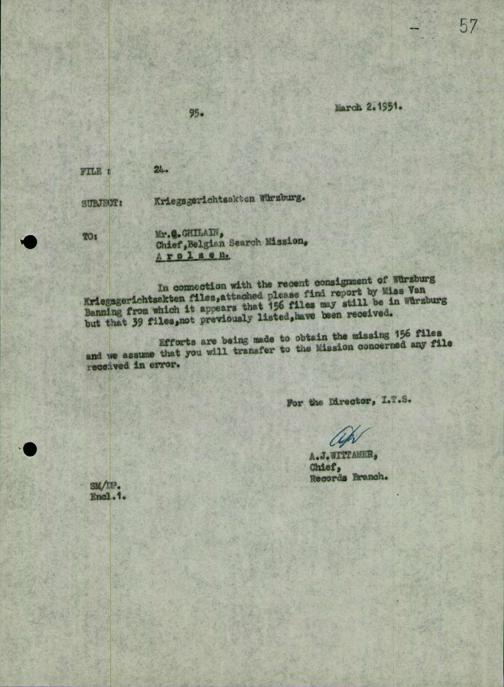 - 57
95.
March 2.1951.
FILE :
24.
SUBJECT:
Kriegsgerichtsakten Würzburg.
TO:
Mr.G.GHILAIN,
Chief,Belgian Search Mission,
A r o l s e n.
In connection with the recent consignment of Würzburg
Kriegsgerichtsakten files,attached please find report by Miss Van
Banning from which it appears that 156 files may still be in Würzburg
but that 39 files,not previously listed,have been received.
Efforts are being made to obtain the missing 156 files
and we assume that you will transfer to the Mission concerned any file
received in error.
For the Director, I.T.S.
A.J.WITTAMER,
Chief,
Records Branch.
Encl.1.